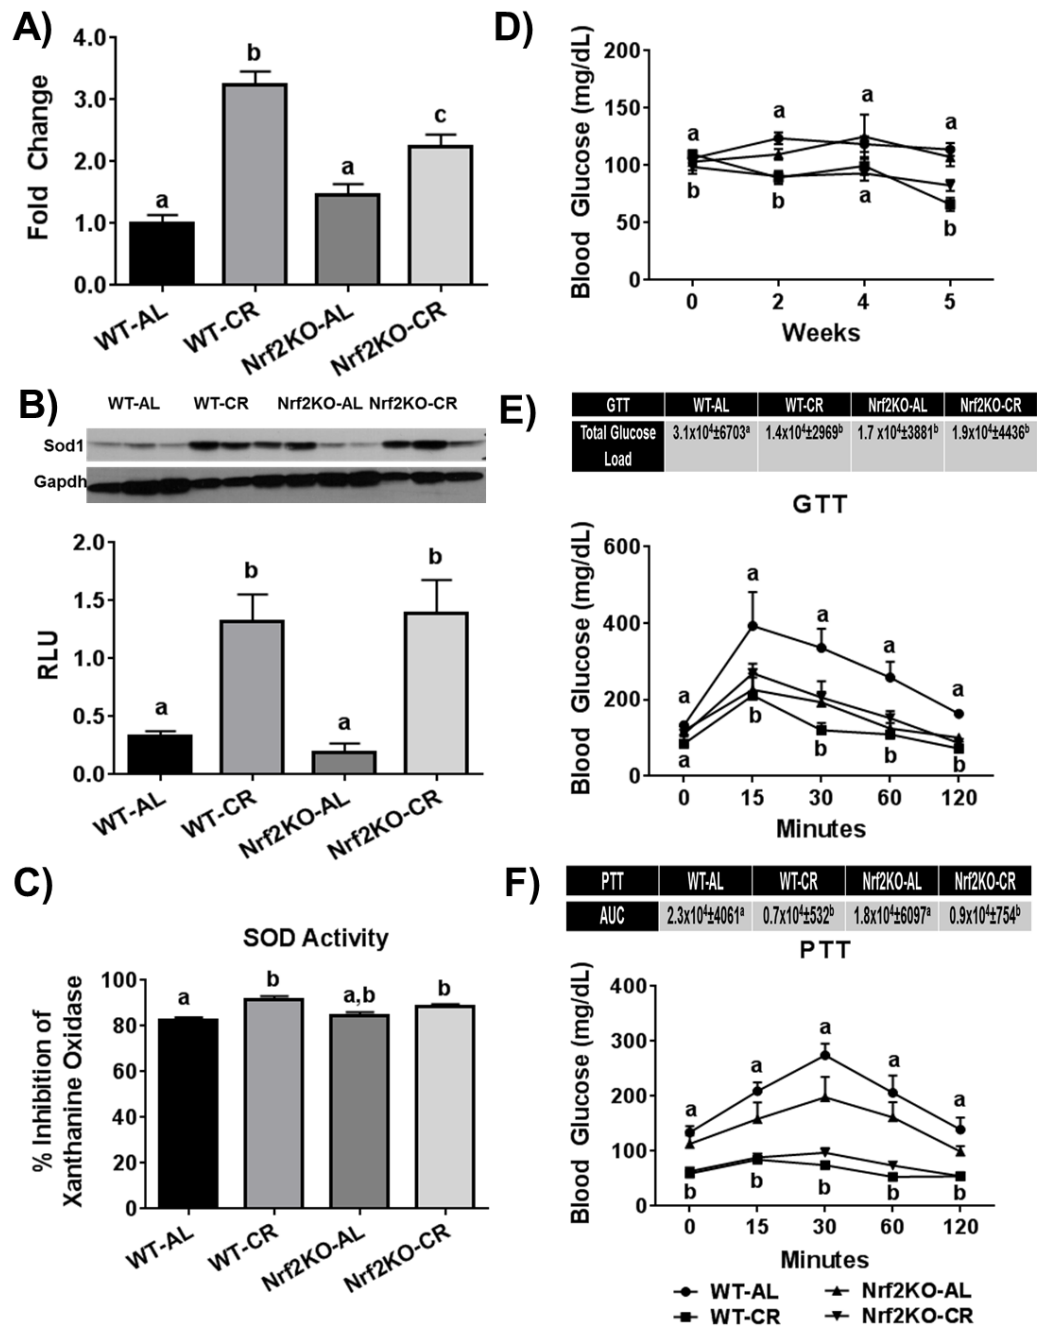 A)
4.0
3.0
2.0
1.0
0.0
Fold Change
a
b
a
c
WT-AL
WT-CR
Nrf2KO-AL
Nrf2KO-CR
B)
WT-AL WT-CR Nrf2KO-AL Nrf2KO-CR
Sod1
Gapdh
2.0
1.5
1.0
0.5
0.0
RLU
a
b
a
b
WT-AL
WT-CR
Nrf2KO-AL
Nrf2KO-CR
C)
SOD Activity
100
80
60
40
20
0
% Inhibition of
Xanthanine Oxidase
a
b
a,b
b
WT-AL
WT-CR
Nrf2KO-AL
Nrf2KO-CR
D)
200
150
100
50
0
Blood Glucose (mg/dL)
a a a a
b b a b
0 2 4 5
Weeks
E)
GTT WT-AL WT-CR Nrf2KO-AL Nrf2KO-CR
Total Glucose Load 3.1x10⁴±6703ᵃ 1.4x10⁴±2969ᵇ 1.7 x10⁴±3881ᵇ 1.9x10⁴±4436ᵇ
GTT
600
400
200
0
Blood Glucose (mg/dL)
a a a a a
a b b b b
0 15 30 60 120
Minutes
F)
PTT WT-AL WT-CR Nrf2KO-AL Nrf2KO-CR
AUC 2.3x10⁴±4061ᵃ 0.7x10⁴±532ᵇ 1.8x10⁴±6097ᵃ 0.9x10⁴±754ᵇ
PTT
400
300
200
100
0
Blood Glucose (mg/dL)
a a a a a
b b b b b
0 15 30 60 120
Minutes
WT-AL Nrf2KO-AL
WT-CR Nrf2KO-CR